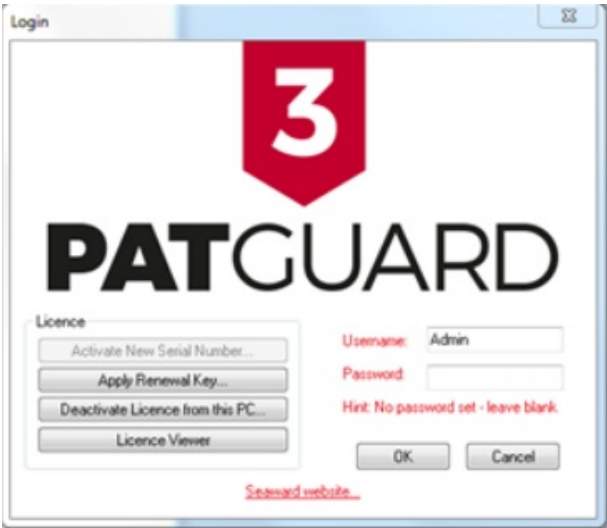 Login
3
PATGUARD
Licence
Activate New Serial Number...
Apply Renewal Key...
Deactivate Licence from this PC...
Licence Viewer
Username: Admin
Password:
Hint: No password set - leave blank.
OK Cancel
Seaward website...